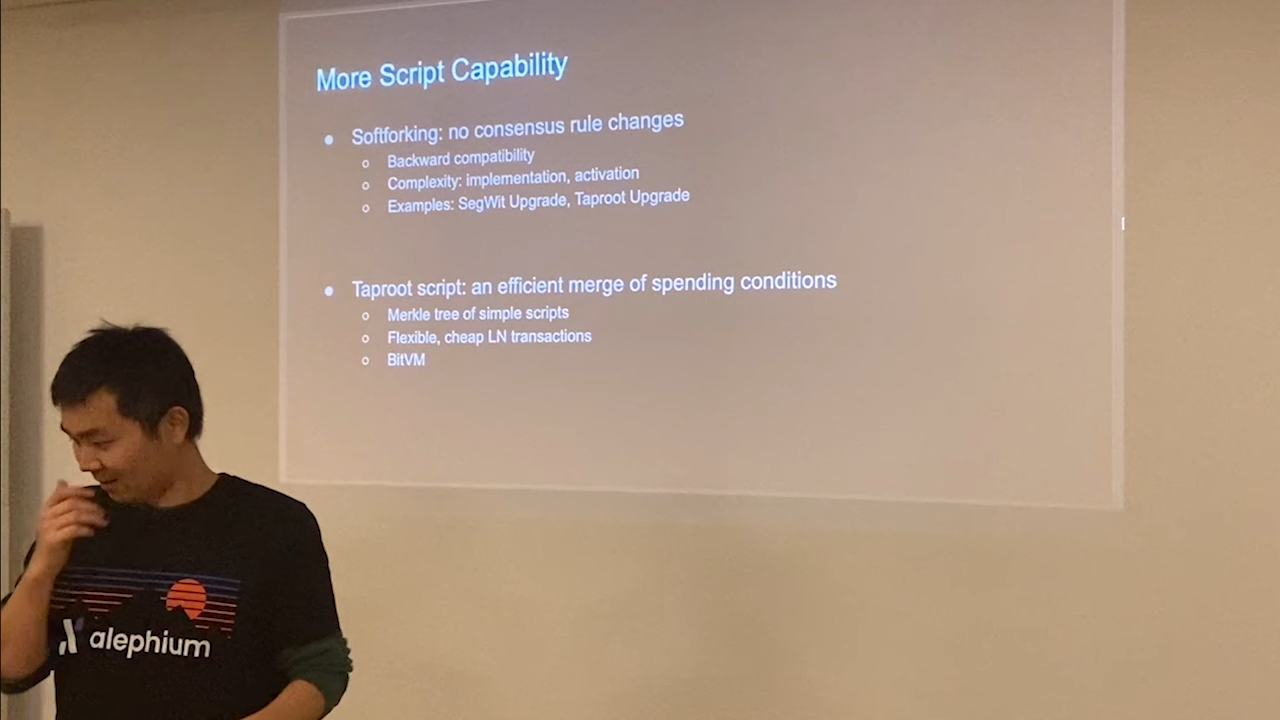 More Script Capability
● Softforking: no consensus rule changes
○ Backward compatibility
○ Complexity: implementation, activation
○ Examples: SegWit Upgrade, Taproot Upgrade
● Taproot script: an efficient merge of spending conditions
○ Merkle tree of simple scripts
○ Flexible, cheap LN transactions
○ BitVM
alephium